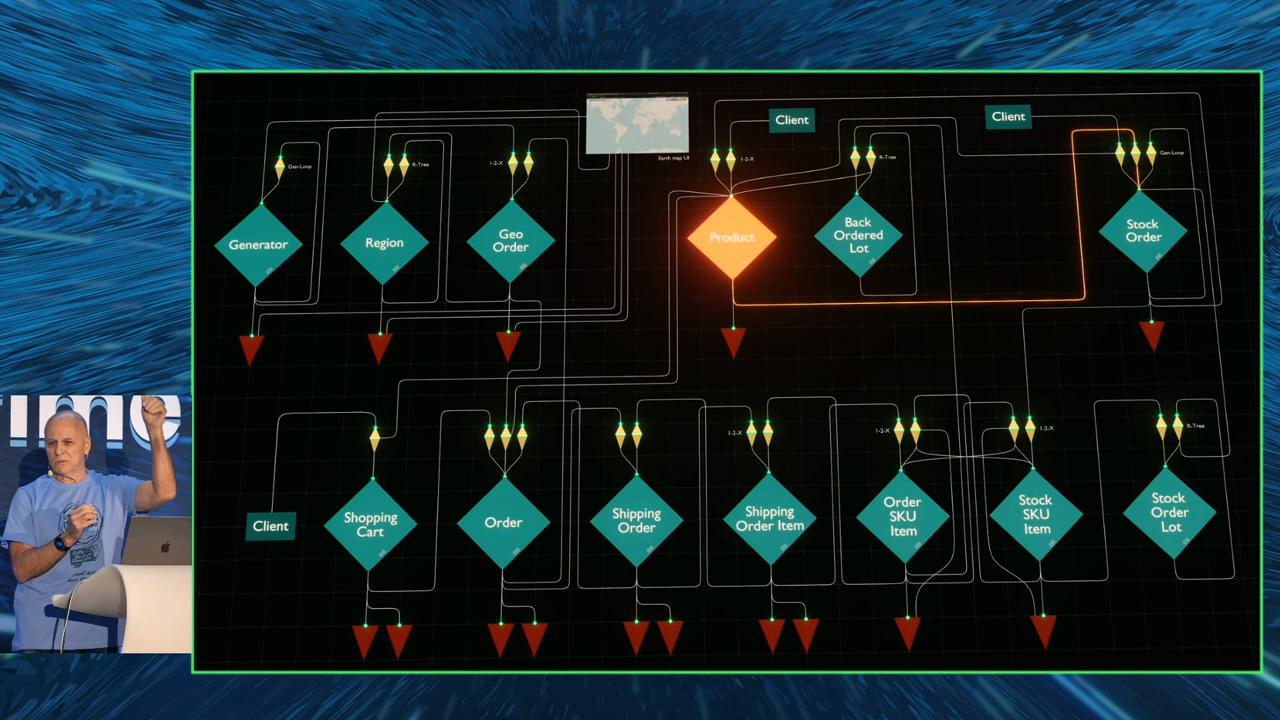 Earth map UI
Client
Client
Gen-Loop
R-Tree
1-2-X
1-2-X
R-Tree
Gen-Loop
Generator
Region
Geo
Order
Product
Back
Ordered
Lot
Stock
Order
ime
1-2-X
1-2-X
1-2-X
R-Tree
Client
Shopping
Cart
Order
Shipping
Order
Shipping
Order Item
Order
SKU
Item
Stock
SKU
Item
Stock
Order
Lot